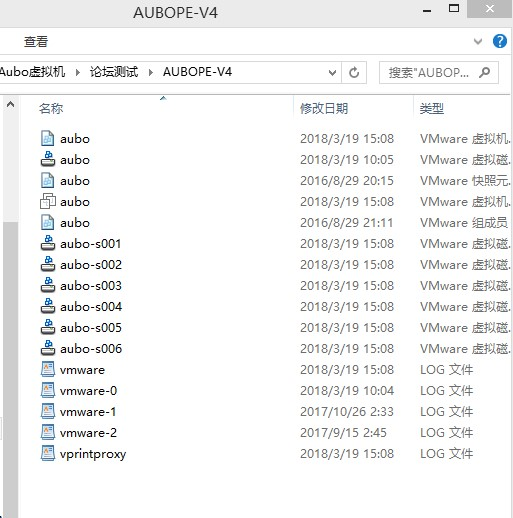 AUBOPE-V4
查看
Aubo虚拟机 论坛测试 AUBOPE-V4 搜索"AUBOP...
名称 修改日期 类型
aubo 2018/3/19 15:08 VMware 虚拟机.
aubo 2018/3/19 10:05 VMware 虚拟磁.
aubo 2016/8/29 20:15 VMware 快照元.
aubo 2018/3/19 15:08 VMware 虚拟机.
aubo 2016/8/29 21:11 VMware 组成员
aubo-s001 2018/3/19 15:08 VMware 虚拟磁.
aubo-s002 2018/3/19 15:08 VMware 虚拟磁.
aubo-s003 2018/3/19 15:08 VMware 虚拟磁.
aubo-s004 2018/3/19 15:08 VMware 虚拟磁.
aubo-s005 2018/3/19 15:08 VMware 虚拟磁.
aubo-s006 2018/3/19 15:08 VMware 虚拟磁.
vmware 2018/3/19 15:08 LOG 文件
vmware-0 2018/3/19 10:04 LOG 文件
vmware-1 2017/10/26 2:33 LOG 文件
vmware-2 2017/9/15 2:45 LOG 文件
vprintproxy 2018/3/19 15:08 LOG 文件